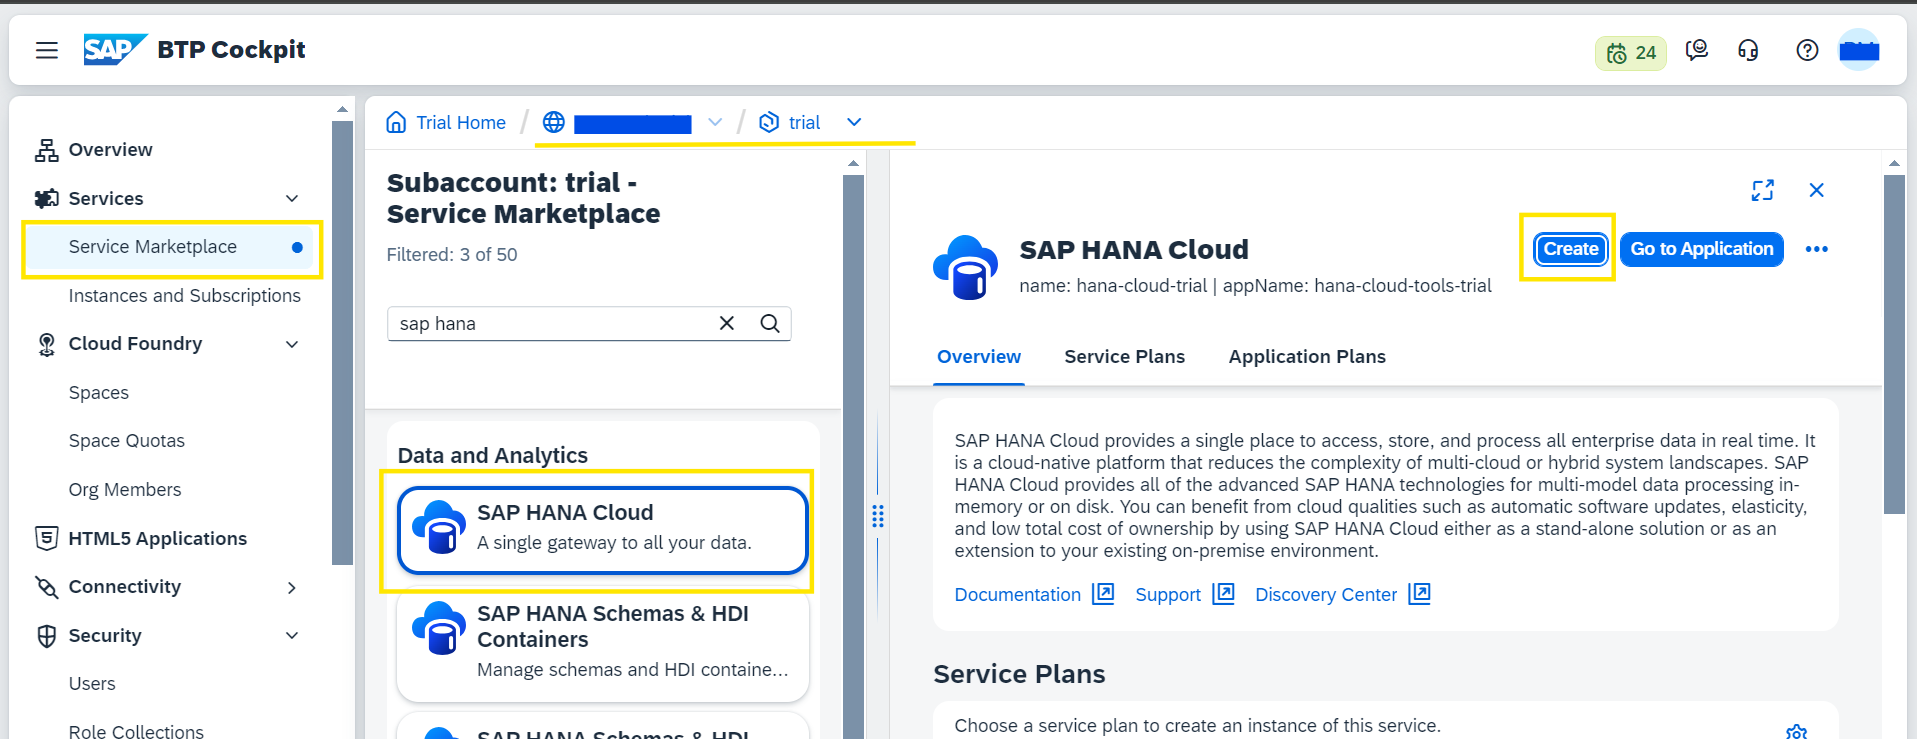 SAP BTP Cockpit
24
Overview
Services
Service Marketplace
Instances and Subscriptions
Cloud Foundry
Spaces
Space Quotas
Org Members
HTML5 Applications
Connectivity
Security
Users
Role Collections
Trial Home / / trial
Subaccount: trial -
Service Marketplace
Filtered: 3 of 50
sap hana
Data and Analytics
SAP HANA Cloud
A single gateway to all your data.
SAP HANA Schemas & HDI
Containers
Manage schemas and HDI containe...
SAP HANA Schemas & HDI
SAP HANA Cloud
name: hana-cloud-trial | appName: hana-cloud-tools-trial
Create
Go to Application
Overview Service Plans Application Plans
SAP HANA Cloud provides a single place to access, store, and process all enterprise data in real time. It
is a cloud-native platform that reduces the complexity of multi-cloud or hybrid system landscapes. SAP
HANA Cloud provides all of the advanced SAP HANA technologies for multi-model data processing in-
memory or on disk. You can benefit from cloud qualities such as automatic software updates, elasticity,
and low total cost of ownership by using SAP HANA Cloud either as a stand-alone solution or as an
extension to your existing on-premise environment.
Documentation Support Discovery Center
Service Plans
Choose a service plan to create an instance of this service.